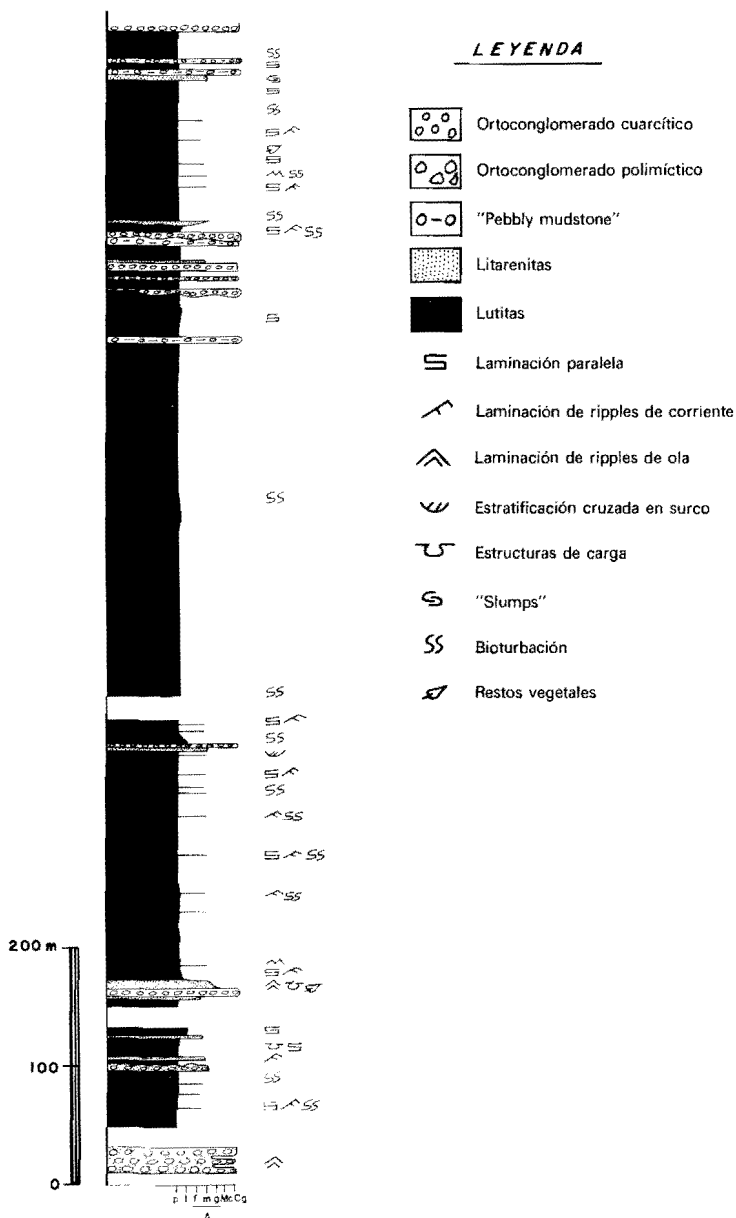 LEYENDA
Ortoconglomerado cuarcítico
Ortoconglomerado polimíctico
"Pebbly mudstone"
Litarenitas
Lutitas
Laminación paralela
Laminación de ripples de corriente
Laminación de ripples de ola
Estratificación cruzada en surco
Estructuras de carga
"Slumps"
Bioturbación
Restos vegetales
200 m
100
0
p l f m g Mc Cg
A